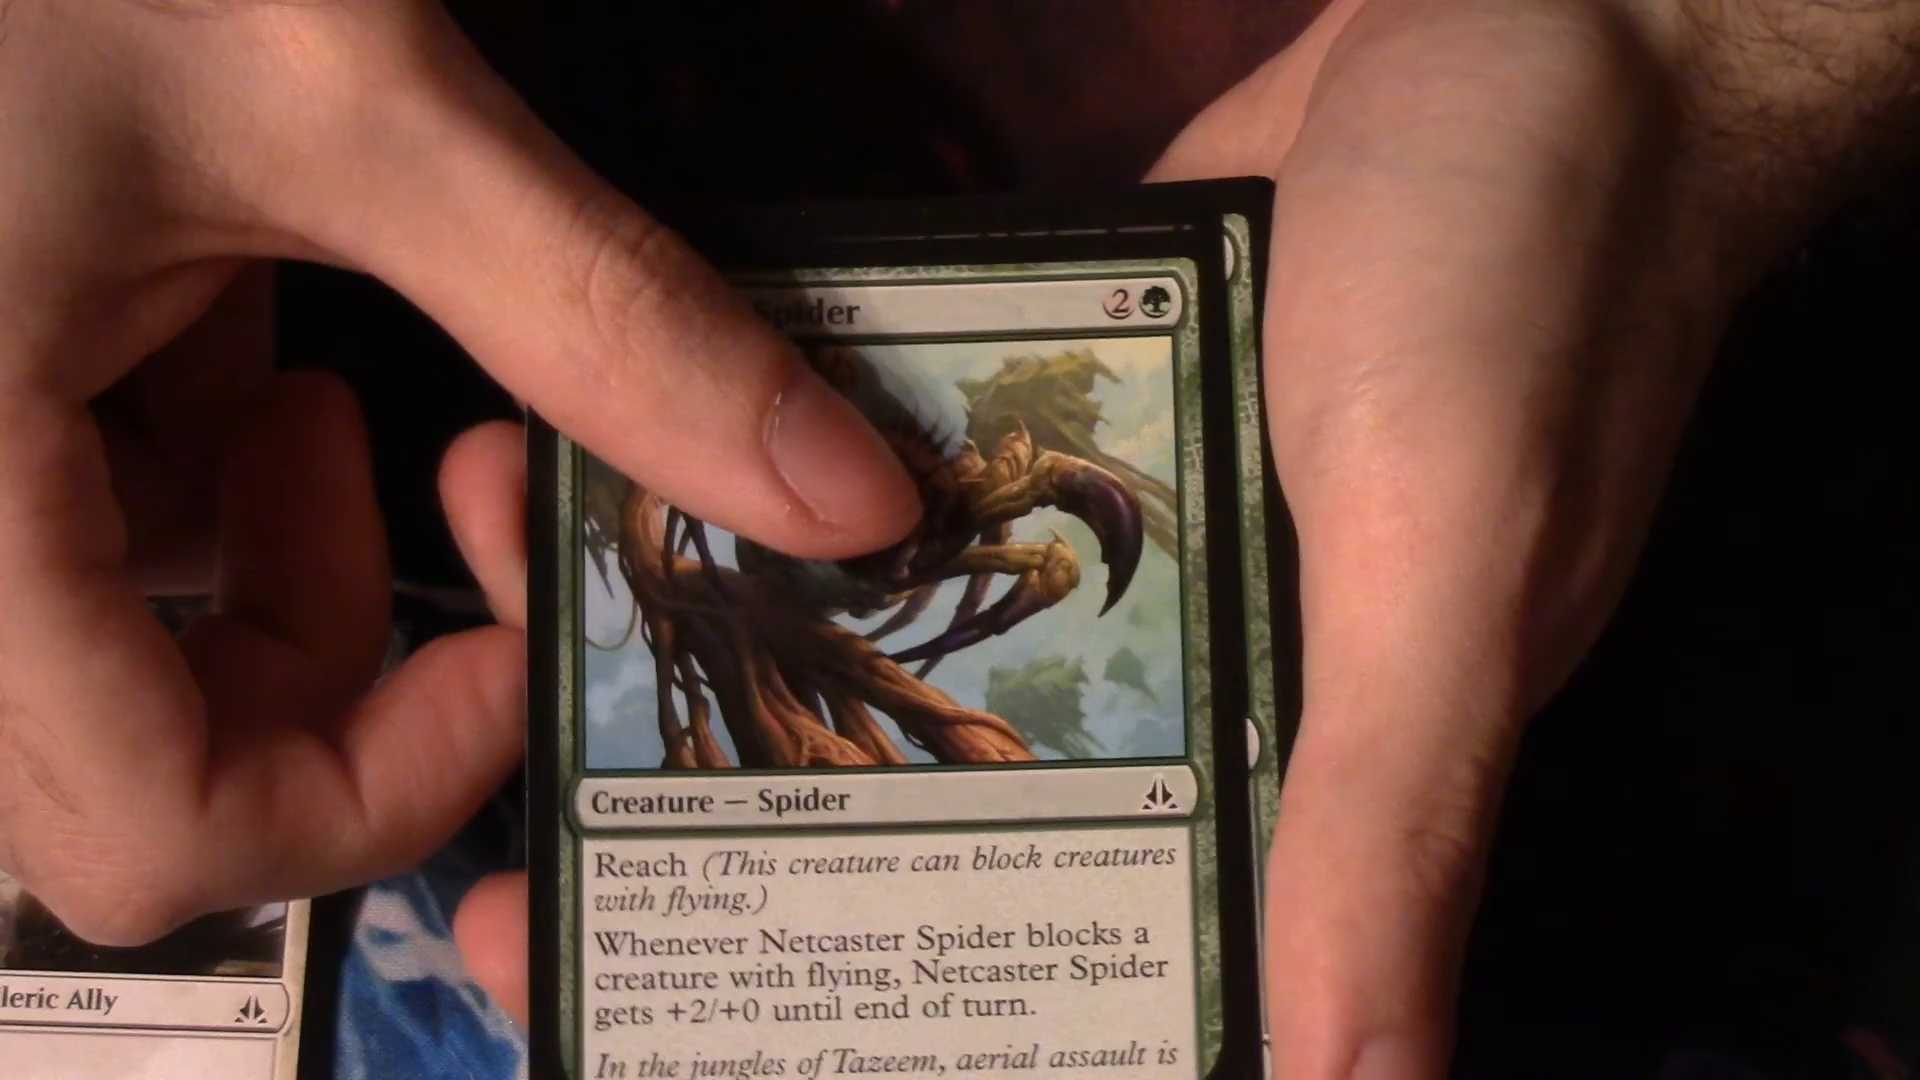 Spider 2
Creature — Spider
Reach (This creature can block creatures
with flying.)
Whenever Netcaster Spider blocks a
creature with flying, Netcaster Spider
gets +2/+0 until end of turn.
In the jungles of Tazeem, aerial assault is
leric Ally